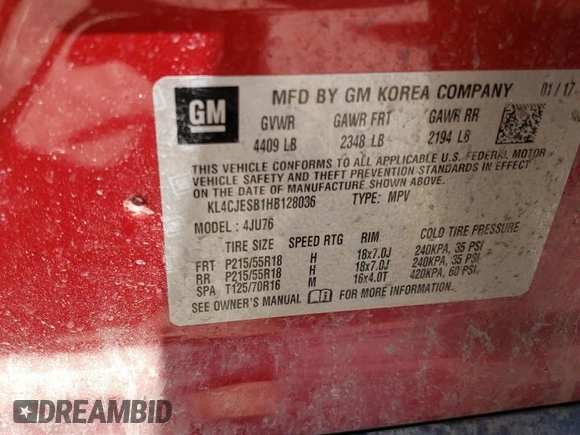 GM
MFD BY GM KOREA COMPANY 01/17
GVWR GAWR FRT GAWR RR
4409 LB 2348 LB 2194 LB
THIS VEHICLE CONFORMS TO ALL APPLICABLE U.S. FEDERAL MOTOR
VEHICLE SAFETY AND THEFT PREVENTION STANDARDS IN EFFECT
ON THE DATE OF MANUFACTURE SHOWN ABOVE.
KL4CJESB1HB128036 TYPE: MPV
MODEL: 4JU76
TIRE SIZE SPEED RTG RIM COLD TIRE PRESSURE
FRT P215/55R18 H 18x7.0J 240KPA, 35 PSI
RR P215/55R18 H 18x7.0J 240KPA, 35 PSI
SPA T125/70R16 M 16x4.0T 420KPA, 60 PSI
SEE OWNER'S MANUAL FOR MORE INFORMATION.
DREAMBID